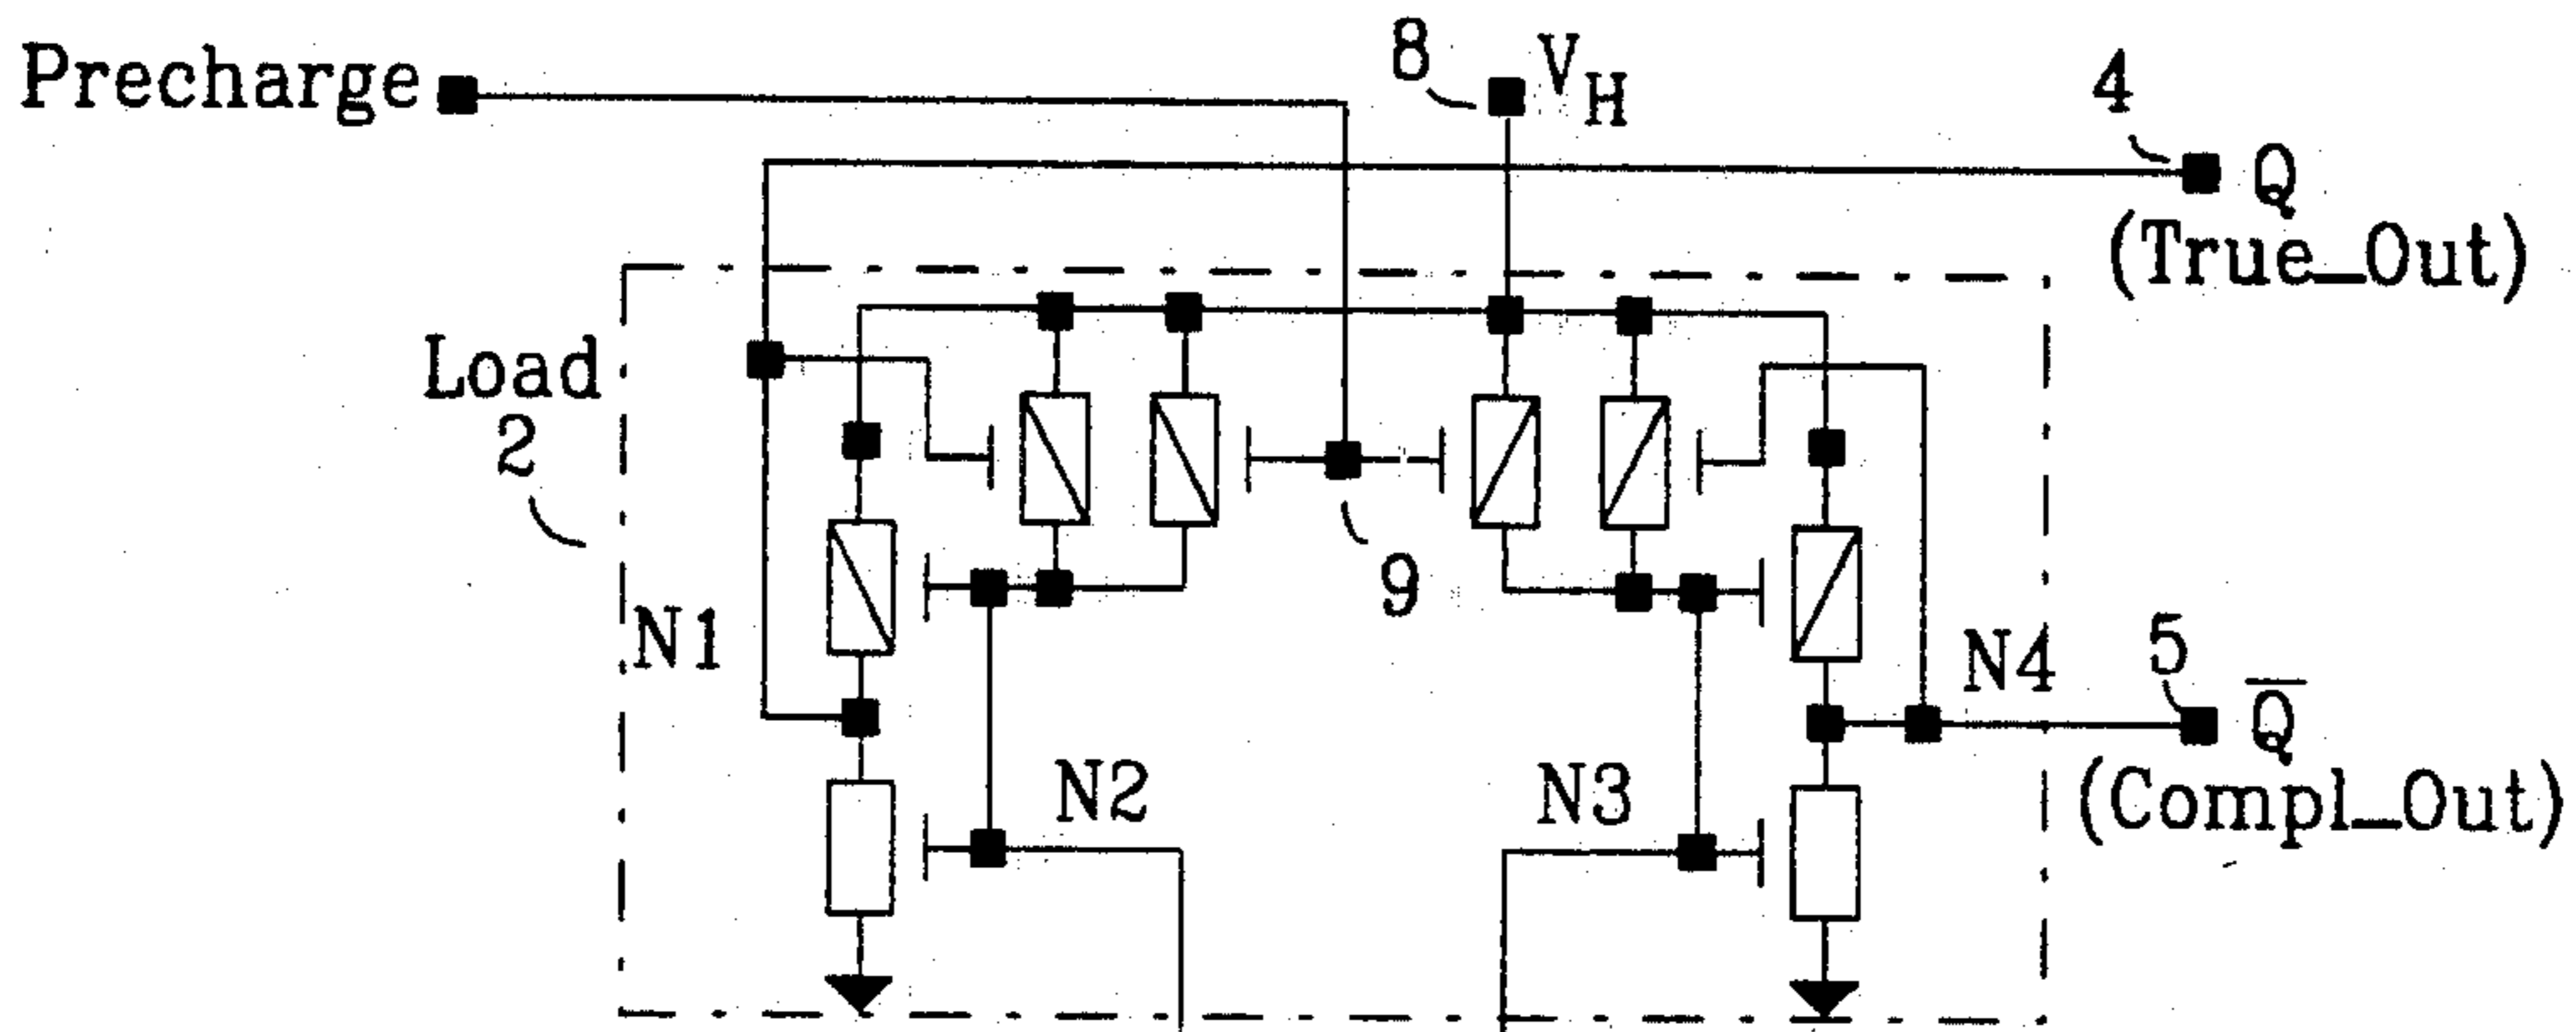 Precharge
8
V_H
4
Q
(True_Out)
Load
2
9
N1
N4
5
Q̅
(Compl_Out)
N2
N3